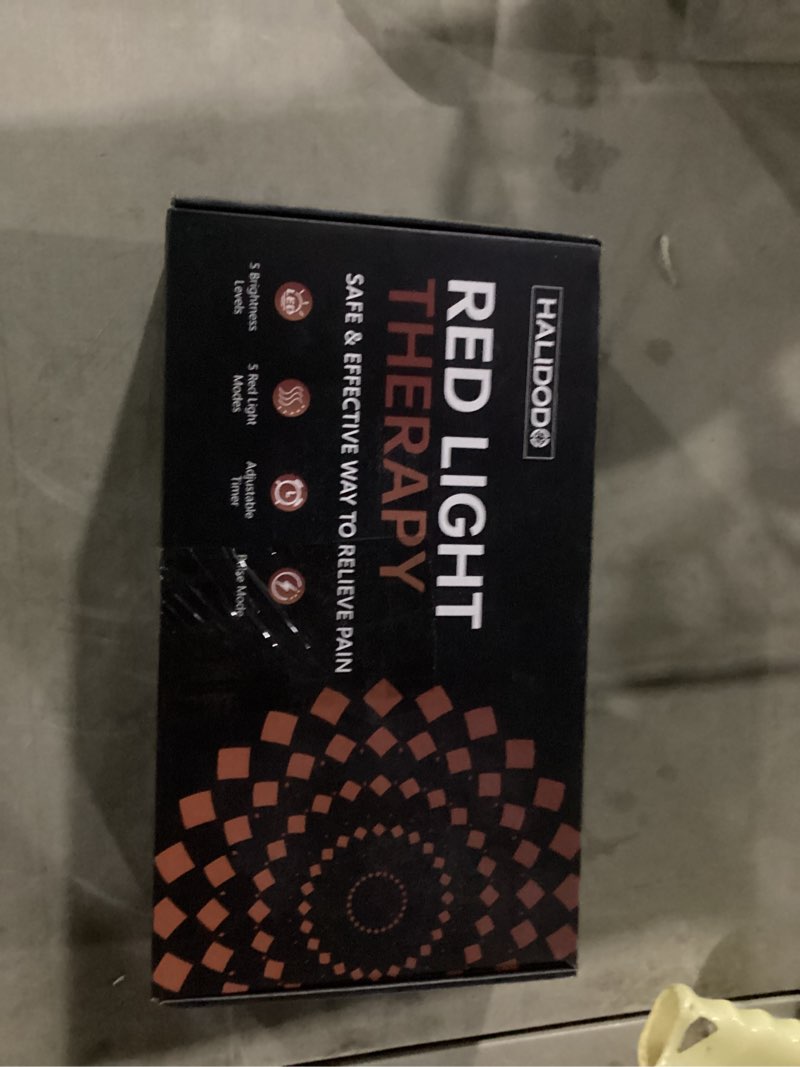 HALIDODO
RED LIGHT
THERAPY
SAFE & EFFECTIVE WAY TO RELIEVE PAIN
LED
5 Brightness
Levels
5 Red Light
Modes
Adjustable
Timer
Pulse Mode